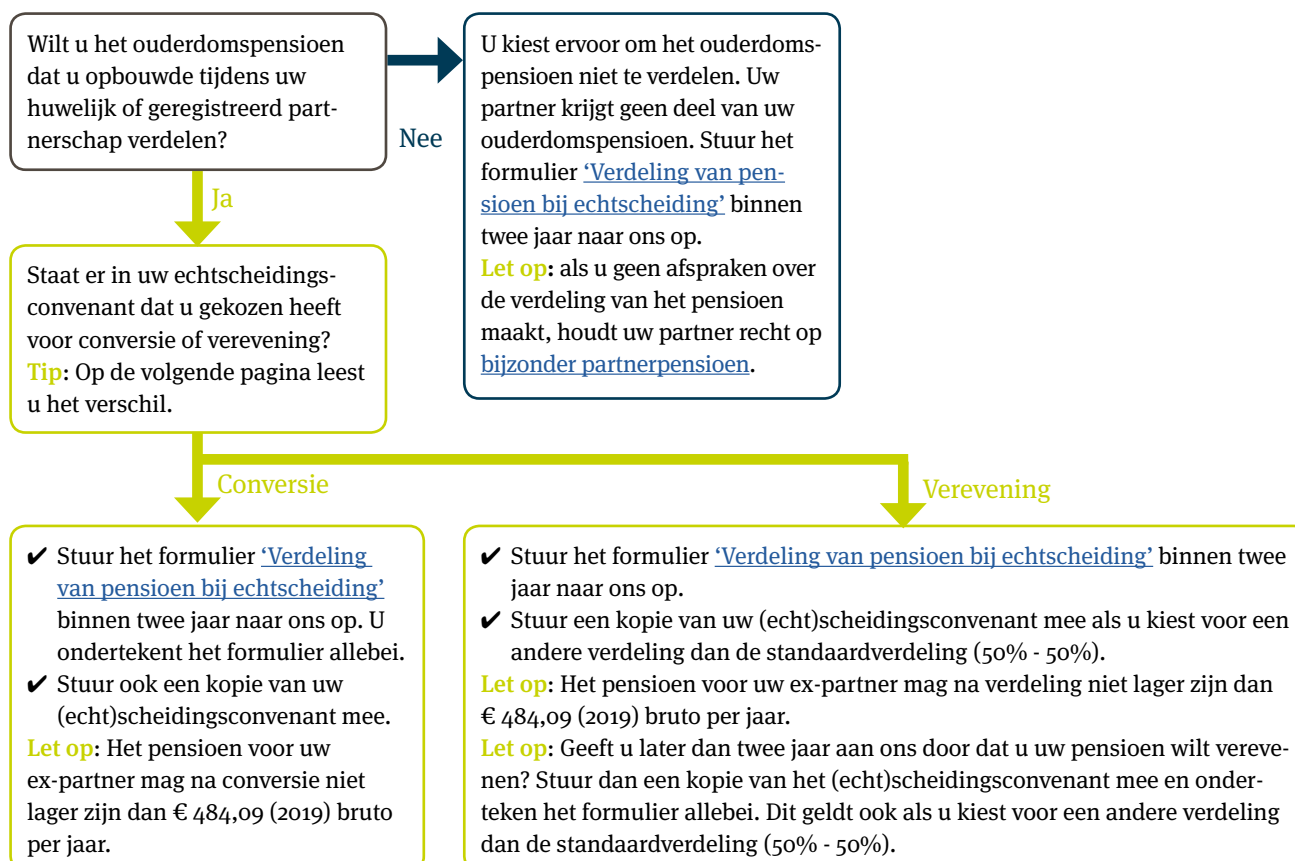 Wilt u het ouderdomspensioen
dat u opbouwde tijdens uw
huwelijk of geregistreerd part-
nerschap verdelen?
Nee
U kiest ervoor om het ouderdoms-
pensioen niet te verdelen. Uw
partner krijgt geen deel van uw
ouderdomspensioen. Stuur het
formulier ‘Verdeling van pen-
sioen bij echtscheiding’ binnen
twee jaar naar ons op.
Let op: als u geen afspraken over
de verdeling van het pensioen
maakt, houdt uw partner recht op
bijzonder partnerpensioen.
Ja
Staat er in uw echtscheidings-
convenant dat u gekozen heeft
voor conversie of verevening?
Tip: Op de volgende pagina leest
u het verschil.
Conversie
✔ Stuur het formulier ‘Verdeling
van pensioen bij echtscheiding’
binnen twee jaar naar ons op. U
ondertekent het formulier allebei.
✔ Stuur ook een kopie van uw
(echt)scheidingsconvenant mee.
Let op: Het pensioen voor uw
ex-partner mag na conversie niet
lager zijn dan € 484,09 (2019) bruto
per jaar.
Verevening
✔ Stuur het formulier ‘Verdeling van pensioen bij echtscheiding’ binnen twee
jaar naar ons op.
✔ Stuur een kopie van uw (echt)scheidingsconvenant mee als u kiest voor een
andere verdeling dan de standaardverdeling (50% - 50%).
Let op: Het pensioen voor uw ex-partner mag na verdeling niet lager zijn dan
€ 484,09 (2019) bruto per jaar.
Let op: Geeft u later dan twee jaar aan ons door dat u uw pensioen wilt vereve-
nen? Stuur dan een kopie van het (echt)scheidingsconvenant mee en onder-
teken het formulier allebei. Dit geldt ook als u kiest voor een andere verdeling
dan de standaardverdeling (50% - 50%).